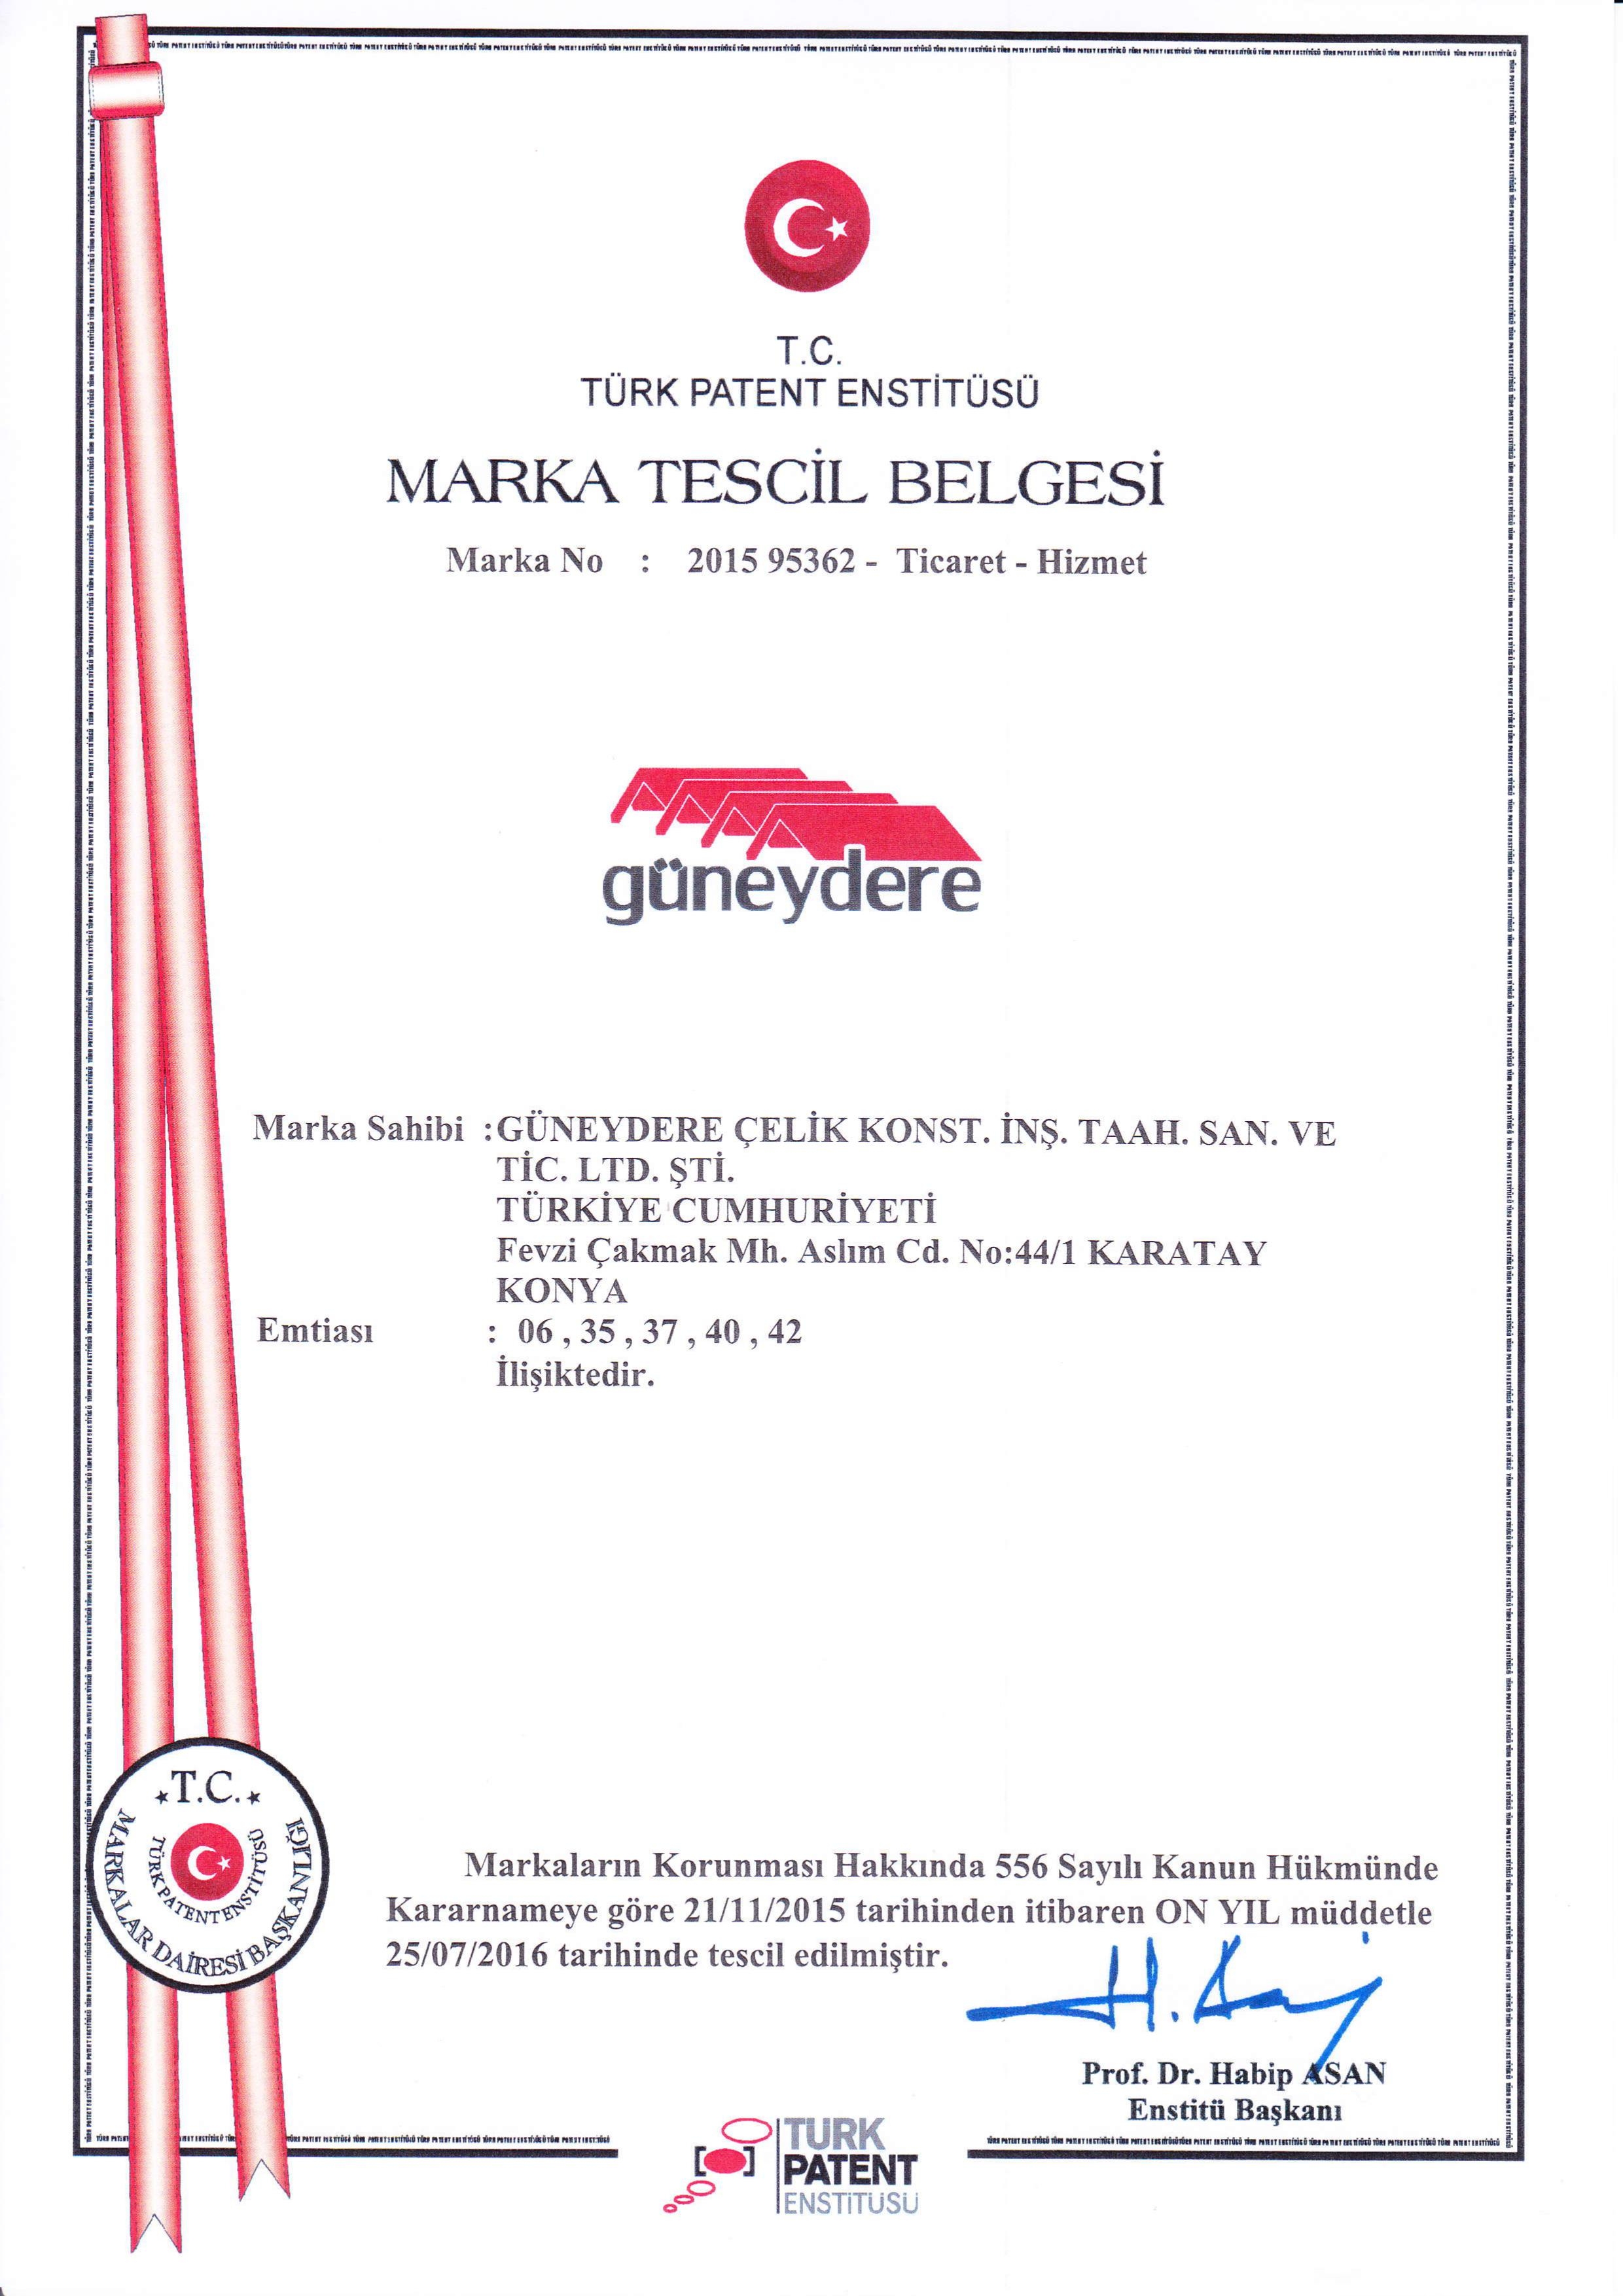 T.C.
TÜRK PATENT ENSTİTÜSÜ
MARKA TESCİL BELGESİ
Marka No : 2015 95362 - Ticaret - Hizmet
güneydere
Marka Sahibi :GÜNEYDERE ÇELİK KONST. İNŞ. TAAH. SAN. VE
TİC. LTD. ŞTİ.
TÜRKİYE CUMHURİYETİ
Fevzi Çakmak Mh. Aslım Cd. No:44/1 KARATAY
KONYA
Emtiası : 06 , 35 , 37 , 40 , 42
İlişiktedir.
T.C.
TÜRK PATENT ENSTİTÜSÜ
MARKALAR DAİRESİ BAŞKANLIĞI
Markaların Korunması Hakkında 556 Sayılı Kanun Hükmünde
Kararnameye göre 21/11/2015 tarihinden itibaren ON YIL müddetle
25/07/2016 tarihinde tescil edilmiştir.
Prof. Dr. Habip ASAN
Enstitü Başkanı
TÜRK
PATENT
ENSTİTÜSÜ